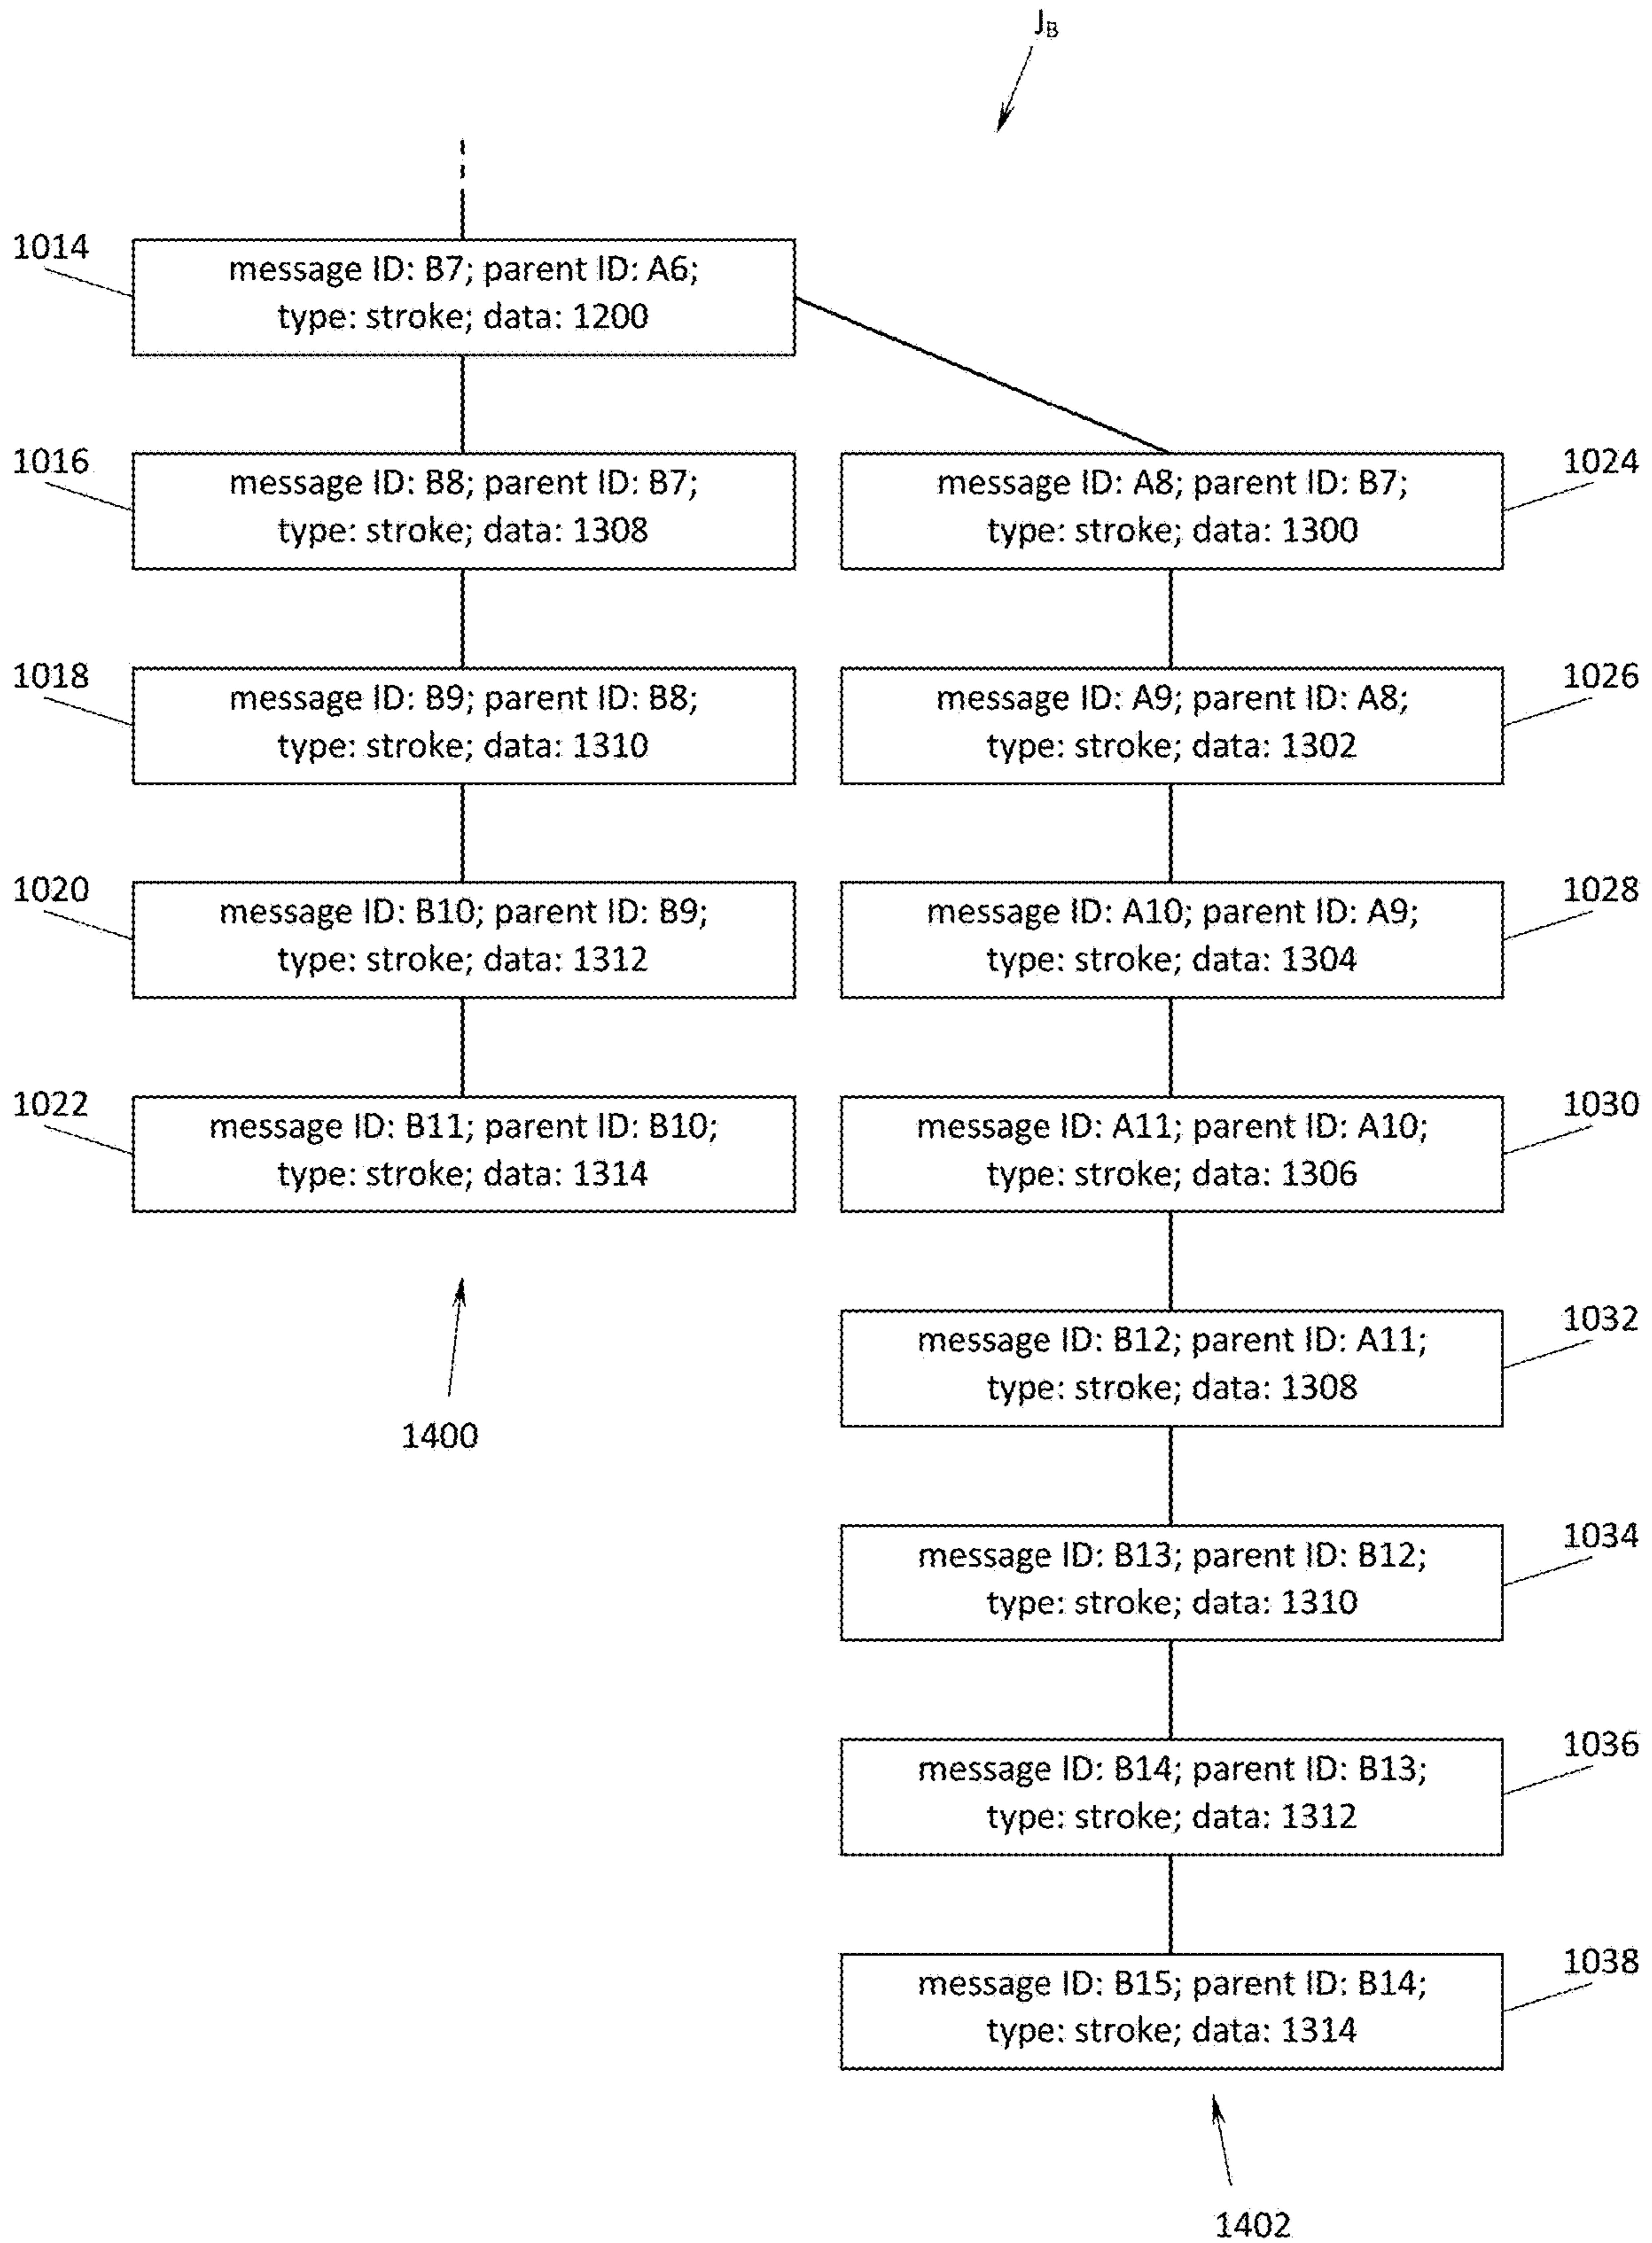 J_B
1014
message ID: B7; parent ID: A6;
type: stroke; data: 1200
1016
message ID: B8; parent ID: B7;
type: stroke; data: 1308
1024
message ID: A8; parent ID: B7;
type: stroke; data: 1300
1018
message ID: B9; parent ID: B8;
type: stroke; data: 1310
1026
message ID: A9; parent ID: A8;
type: stroke; data: 1302
1020
message ID: B10; parent ID: B9;
type: stroke; data: 1312
1028
message ID: A10; parent ID: A9;
type: stroke; data: 1304
1022
message ID: B11; parent ID: B10;
type: stroke; data: 1314
1030
message ID: A11; parent ID: A10;
type: stroke; data: 1306
1400
1032
message ID: B12; parent ID: A11;
type: stroke; data: 1308
1034
message ID: B13; parent ID: B12;
type: stroke; data: 1310
1036
message ID: B14; parent ID: B13;
type: stroke; data: 1312
1038
message ID: B15; parent ID: B14;
type: stroke; data: 1314
1402